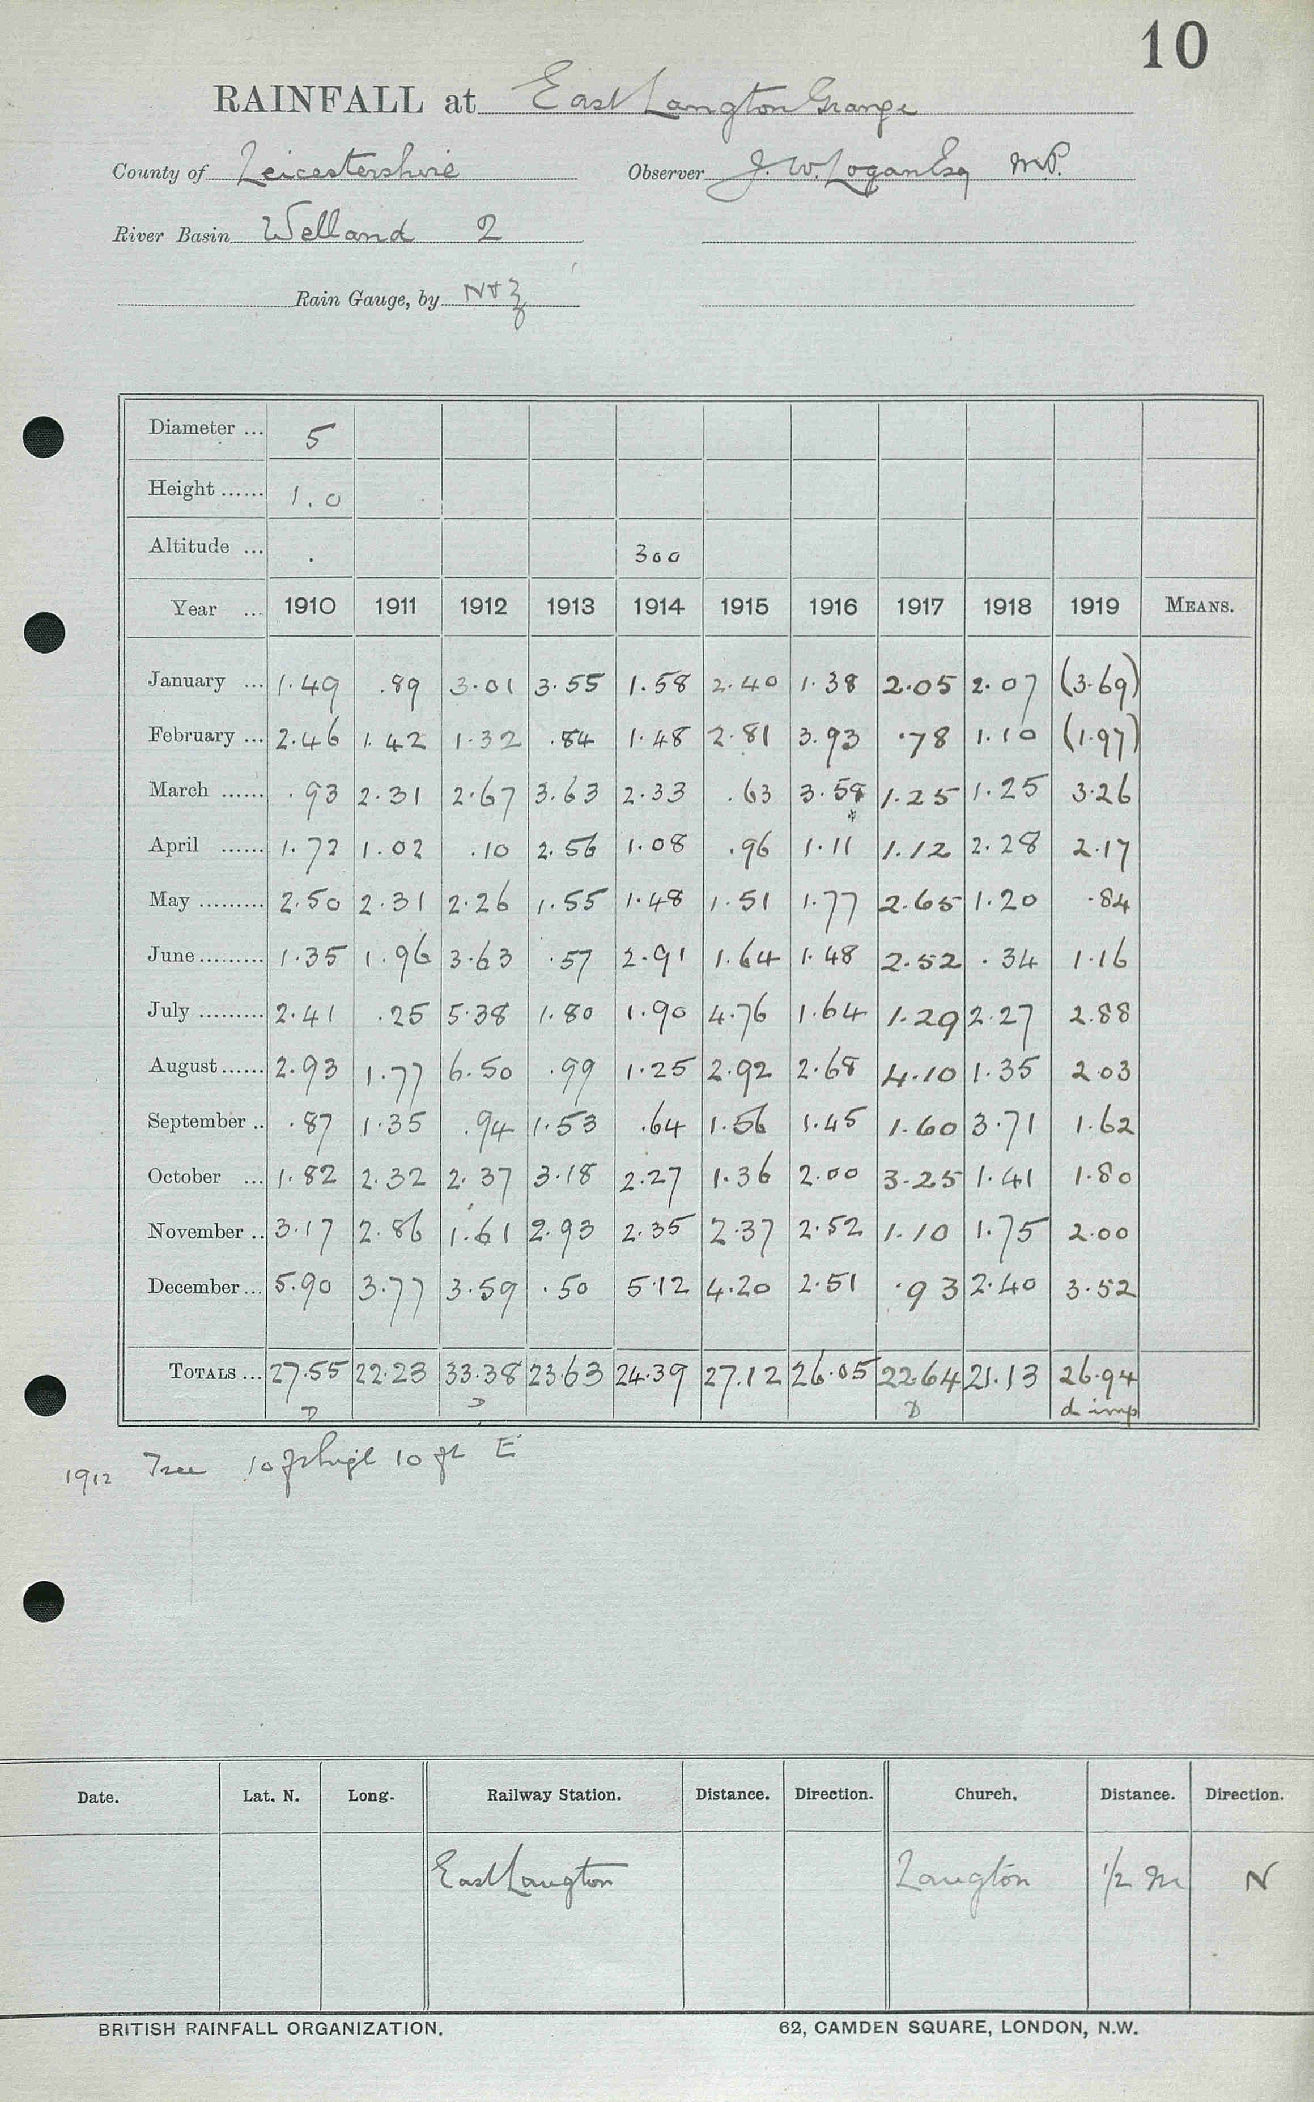 10
RAINFALL at East Langton Grange
County of Leicestershire Observer J. W. Logan Esq M.P.
River Basin Welland 2
Rain Gauge, by N & Z
Diameter ... 5
Height ...... 1.0
Altitude ... . 300
Year ... 1910 1911 1912 1913 1914 1915 1916 1917 1918 1919 MEANS.
January ... 1.49 .89 3.01 3.55 1.58 2.40 1.38 2.05 2.07 (3.69)
February ... 2.46 1.42 1.32 .84 1.48 2.81 3.93 .78 1.10 (1.97)
March ...... .93 2.31 2.67 3.63 2.33 .63 3.58 1.25 1.25 3.26
April ...... 1.72 1.02 .10 2.56 1.08 .96 1.11 1.12 2.28 2.17
May ......... 2.50 2.31 2.26 1.55 1.48 1.51 1.77 2.65 1.20 .84
June ......... 1.35 1.96 3.63 .57 2.91 1.64 1.48 2.52 .34 1.16
July ......... 2.41 .25 5.38 1.80 1.90 4.76 1.64 1.29 2.27 2.88
August ...... 2.93 1.77 6.50 .99 1.25 2.92 2.68 4.10 1.35 2.03
September .. .87 1.35 .94 1.53 .64 1.56 1.45 1.60 3.71 1.62
October ... 1.82 2.32 2.37 3.18 2.27 1.36 2.00 3.25 1.41 1.80
November .. 3.17 2.86 1.61 2.93 2.35 2.37 2.52 1.10 1.75 2.00
December ... 5.90 3.77 3.59 .50 5.12 4.20 2.51 .93 2.40 3.52
TOTALS ... 27.55 22.23 33.38 23.63 24.39 27.12 26.05 22.64 21.13 26.94
D D D d imp
1912 Tree 10 ft high 10 ft E
Date. Lat. N. Long. Railway Station. Distance. Direction. Church. Distance. Direction.
East Langton Langton 1/2 m N
BRITISH RAINFALL ORGANIZATION. 62, CAMDEN SQUARE, LONDON, N.W.